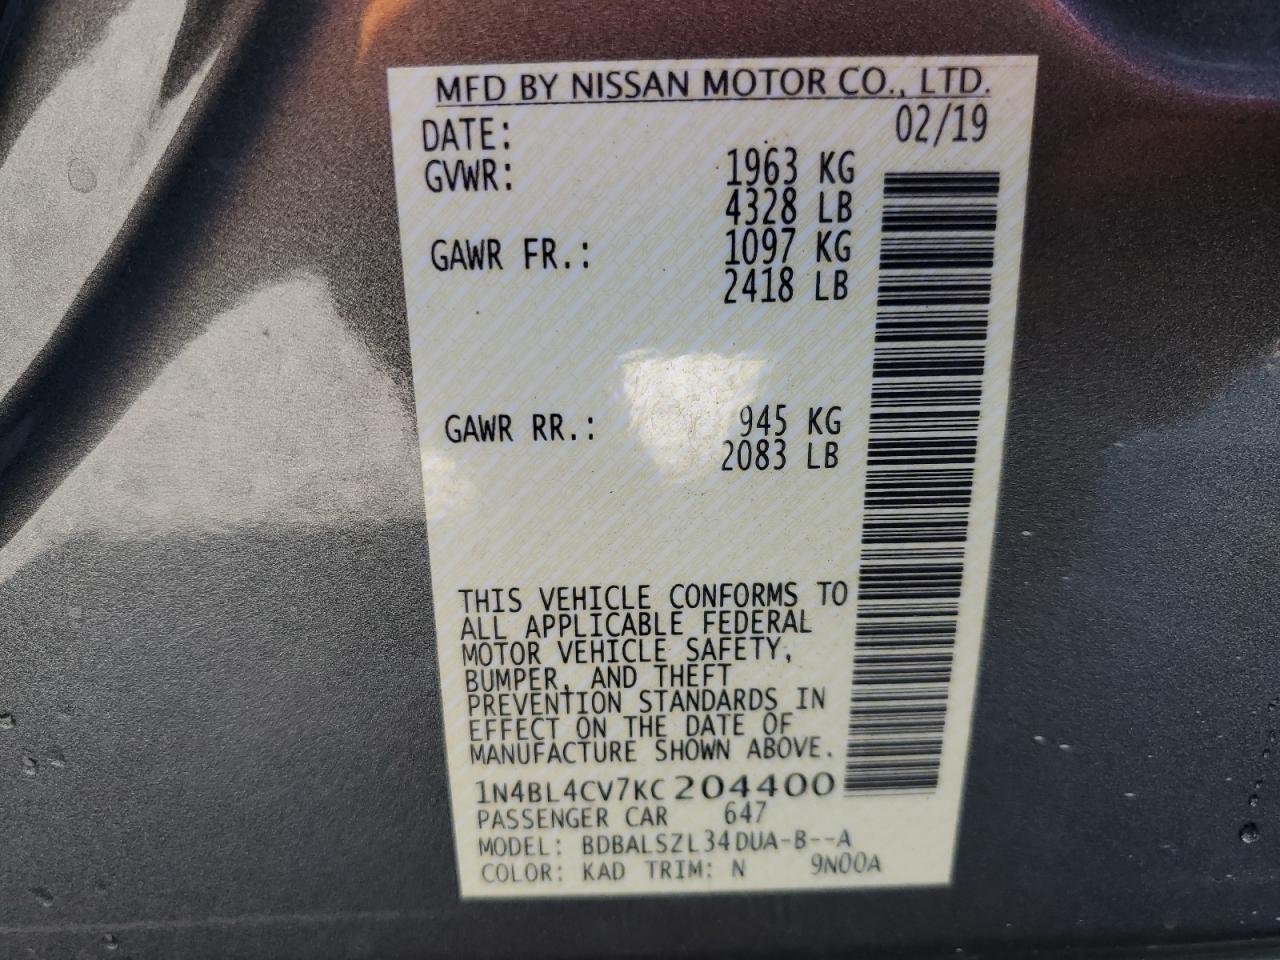 MFD BY NISSAN MOTOR CO., LTD.
DATE: 02/19
GVWR: 1963 KG
4328 LB
GAWR FR.: 1097 KG
2418 LB
GAWR RR.: 945 KG
2083 LB
THIS VEHICLE CONFORMS TO
ALL APPLICABLE FEDERAL
MOTOR VEHICLE SAFETY,
BUMPER, AND THEFT
PREVENTION STANDARDS IN
EFFECT ON THE DATE OF
MANUFACTURE SHOWN ABOVE.
1N4BL4CV7KC204400
PASSENGER CAR 647
MODEL: BDBALSZL34DUA-B--A
COLOR: KAD TRIM: N 9N00A